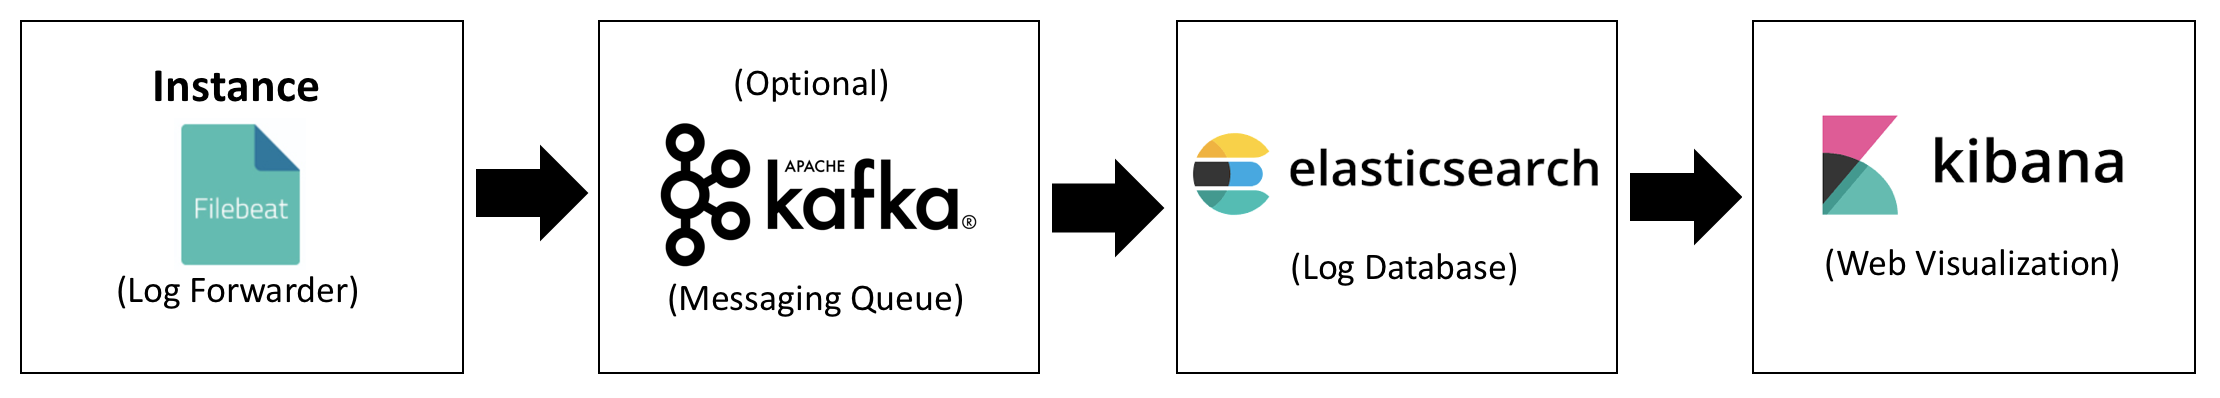 Instance
Filebeat
(Log Forwarder)
(Optional)
APACHE
kafka®
(Messaging Queue)
elasticsearch
(Log Database)
kibana
(Web Visualization)